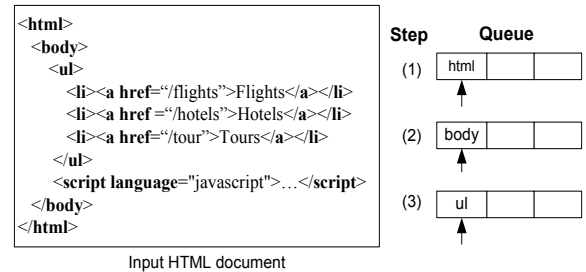 <html>
<body>
<ul>
<li><a href=“/flights”>Flights</a></li>
<li><a href =“/hotels”>Hotels</a></li>
<li><a href=“/tour”>Tours</a></li>
</ul>
<script language="javascript">…</script>
</body>
</html>
Input HTML document
Step Queue
(1) html
(2) body
(3) ul